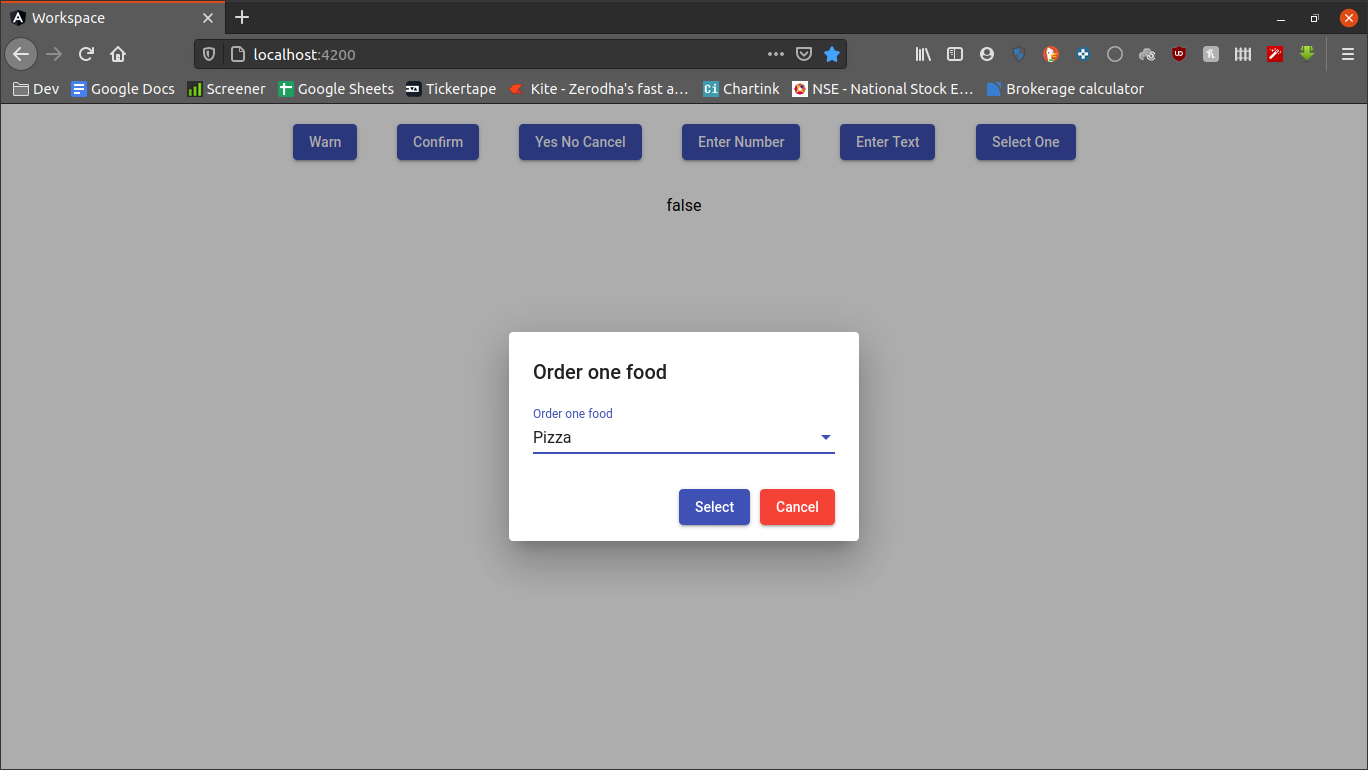 Workspace
localhost:4200
Dev Google Docs Screener Google Sheets Tickertape Kite - Zerodha's fast a... Chartink NSE - National Stock E... Brokerage calculator
Warn Confirm Yes No Cancel Enter Number Enter Text Select One
false
Order one food
Order one food
Pizza
Select Cancel